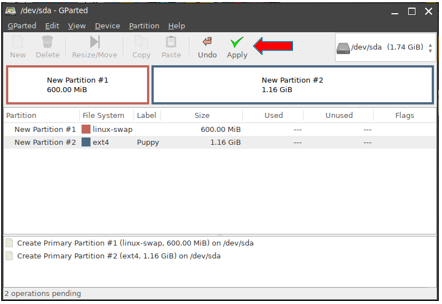 /dev/sda - GParted
GParted Edit View Device Partition Help
New Delete Resize/Move Copy Paste Undo Apply /dev/sda (1.74 GiB)
New Partition #1
600.00 MiB
New Partition #2
1.16 GiB
Partition File System Label Size Used Unused Flags
New Partition #1 linux-swap 600.00 MiB --- ---
New Partition #2 ext4 Puppy 1.16 GiB --- ---
Create Primary Partition #1 (linux-swap, 600.00 MiB) on /dev/sda
Create Primary Partition #2 (ext4, 1.16 GiB) on /dev/sda
2 operations pending